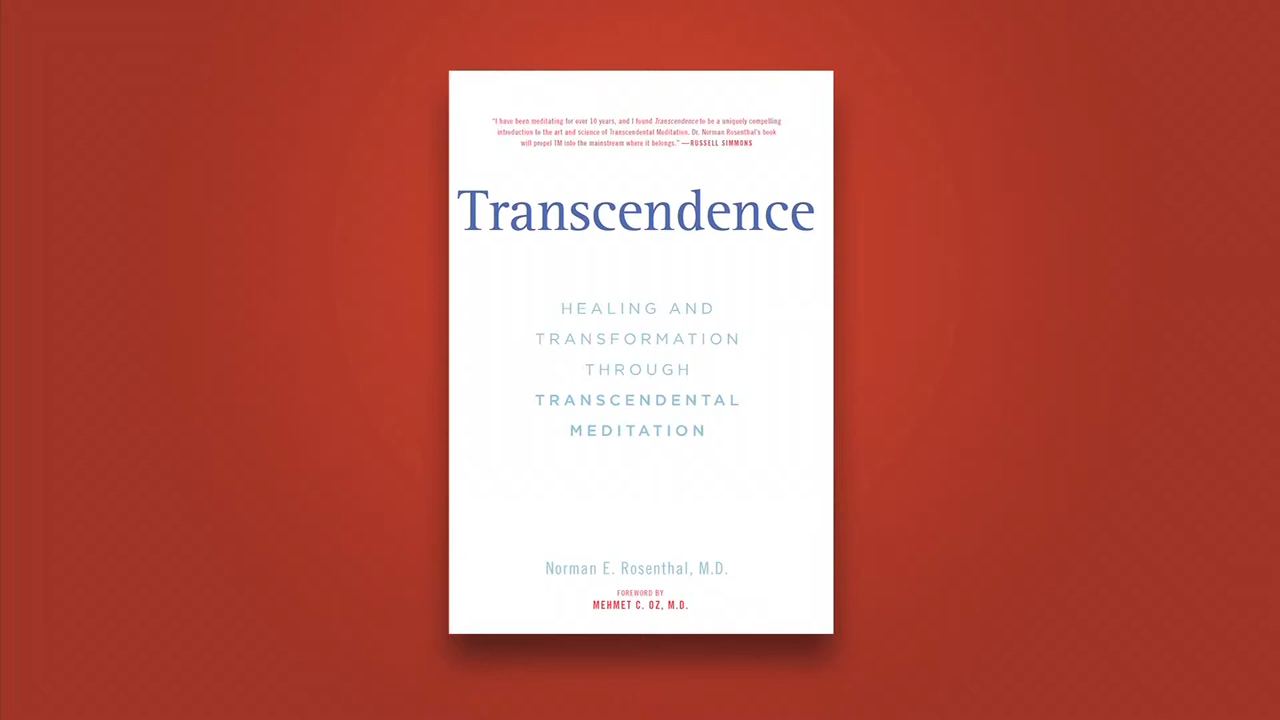 "I have been meditating for over 10 years, and I found Transcendence to be a uniquely compelling
introduction to the art and science of Transcendental Meditation. Dr. Norman Rosenthal's book
will propel TM into the mainstream where it belongs." —RUSSELL SIMMONS
Transcendence
HEALING AND
TRANSFORMATION
THROUGH
TRANSCENDENTAL
MEDITATION
Norman E. Rosenthal, M.D.
FOREWORD BY
MEHMET C. OZ, M.D.